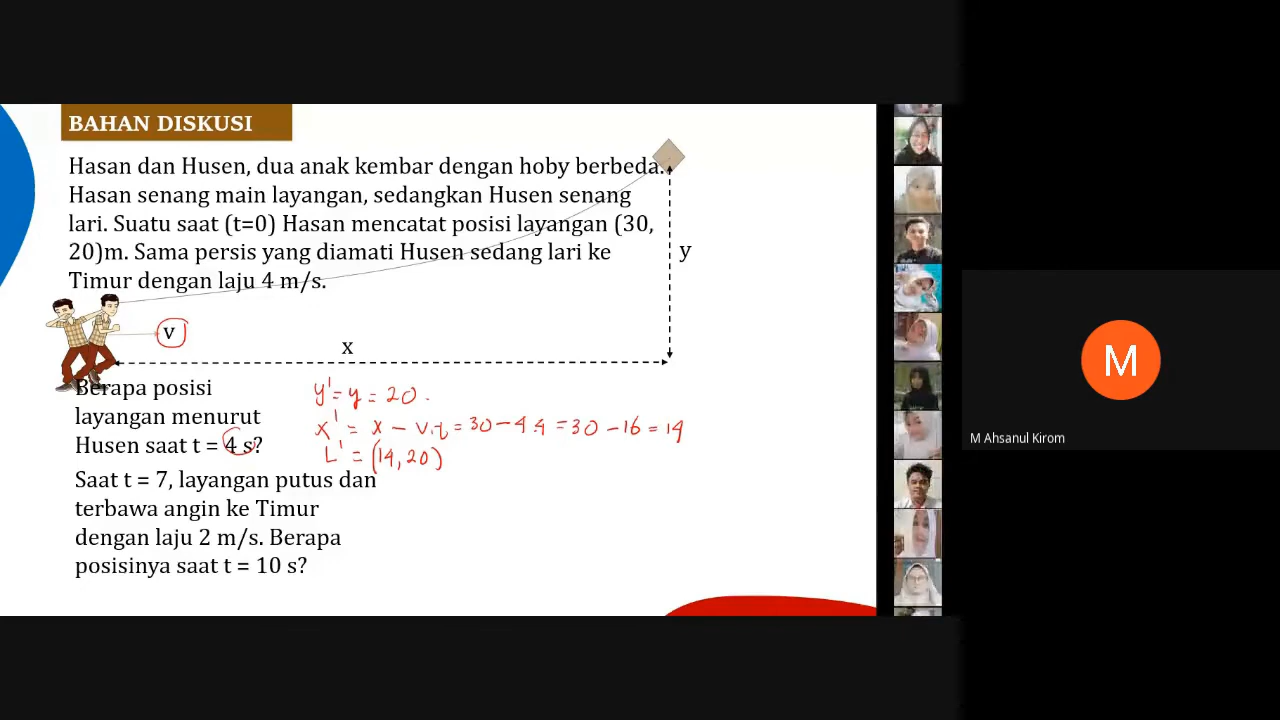 BAHAN DISKUSI
Hasan dan Husen, dua anak kembar dengan hoby berbeda.
Hasan senang main layangan, sedangkan Husen senang
lari. Suatu saat (t=0) Hasan mencatat posisi layangan (30,
20)m. Sama persis yang diamati Husen sedang lari ke
Timur dengan laju 4 m/s.
y
v
x
Berapa posisi
layangan menurut
Husen saat t = 4 s?
y' = y = 20.
x' = x - v.t = 30 - 4.4 = 30 - 16 = 14
L' = (14,20)
Saat t = 7, layangan putus dan
terbawa angin ke Timur
dengan laju 2 m/s. Berapa
posisinya saat t = 10 s?
M
M Ahsanul Kirom